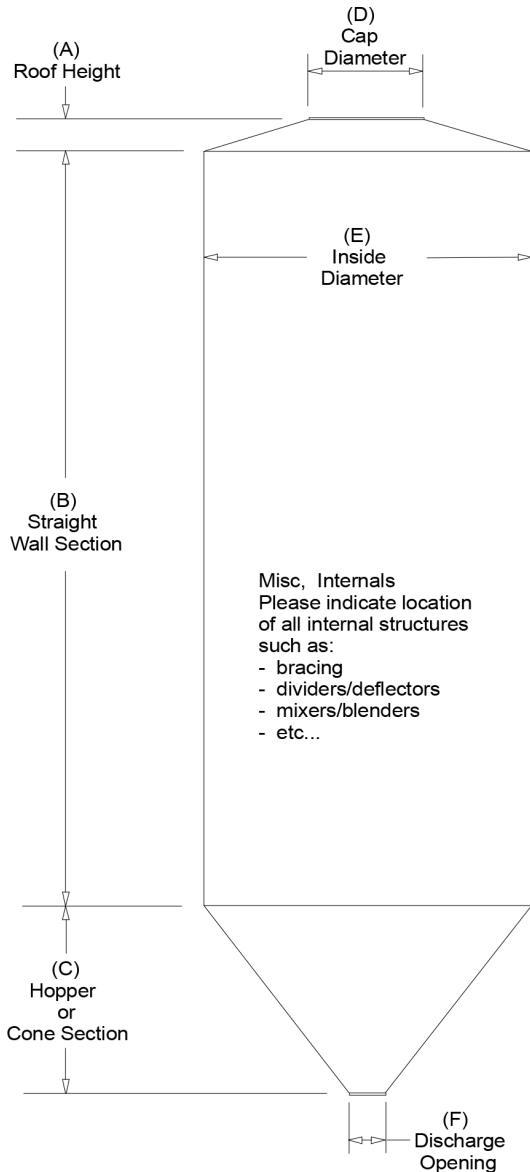 (D)
Cap
Diameter
(A)
Roof Height
(E)
Inside
Diameter
(B)
Straight
Wall Section
Misc, Internals
Please indicate location
of all internal structures
such as:
- bracing
- dividers/deflectors
- mixers/blenders
- etc...
(C)
Hopper
or
Cone Section
(F)
Discharge
Opening